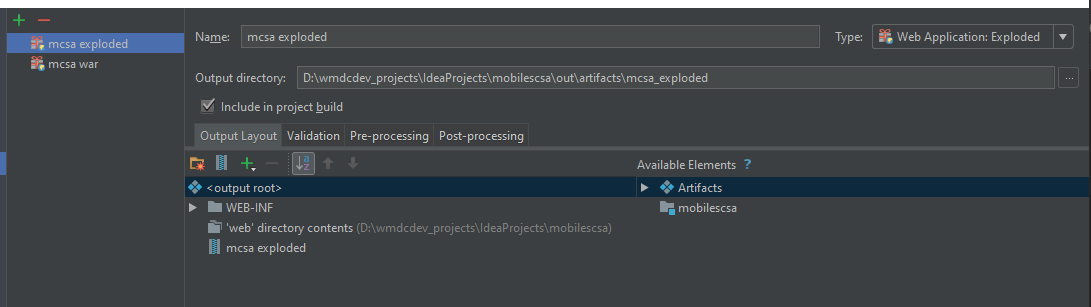 mcsa exploded
mcsa war
Name: mcsa exploded Type: Web Application: Exploded
Output directory: D:\wmdcdev_projects\IdeaProjects\mobilescsa\out\artifacts\mcsa_exploded ...
Include in project build
Output Layout Validation Pre-processing Post-processing
Available Elements ?
<output root> Artifacts
WEB-INF mobilescsa
'web' directory contents (D:\wmdcdev_projects\IdeaProjects\mobilescsa)
mcsa exploded